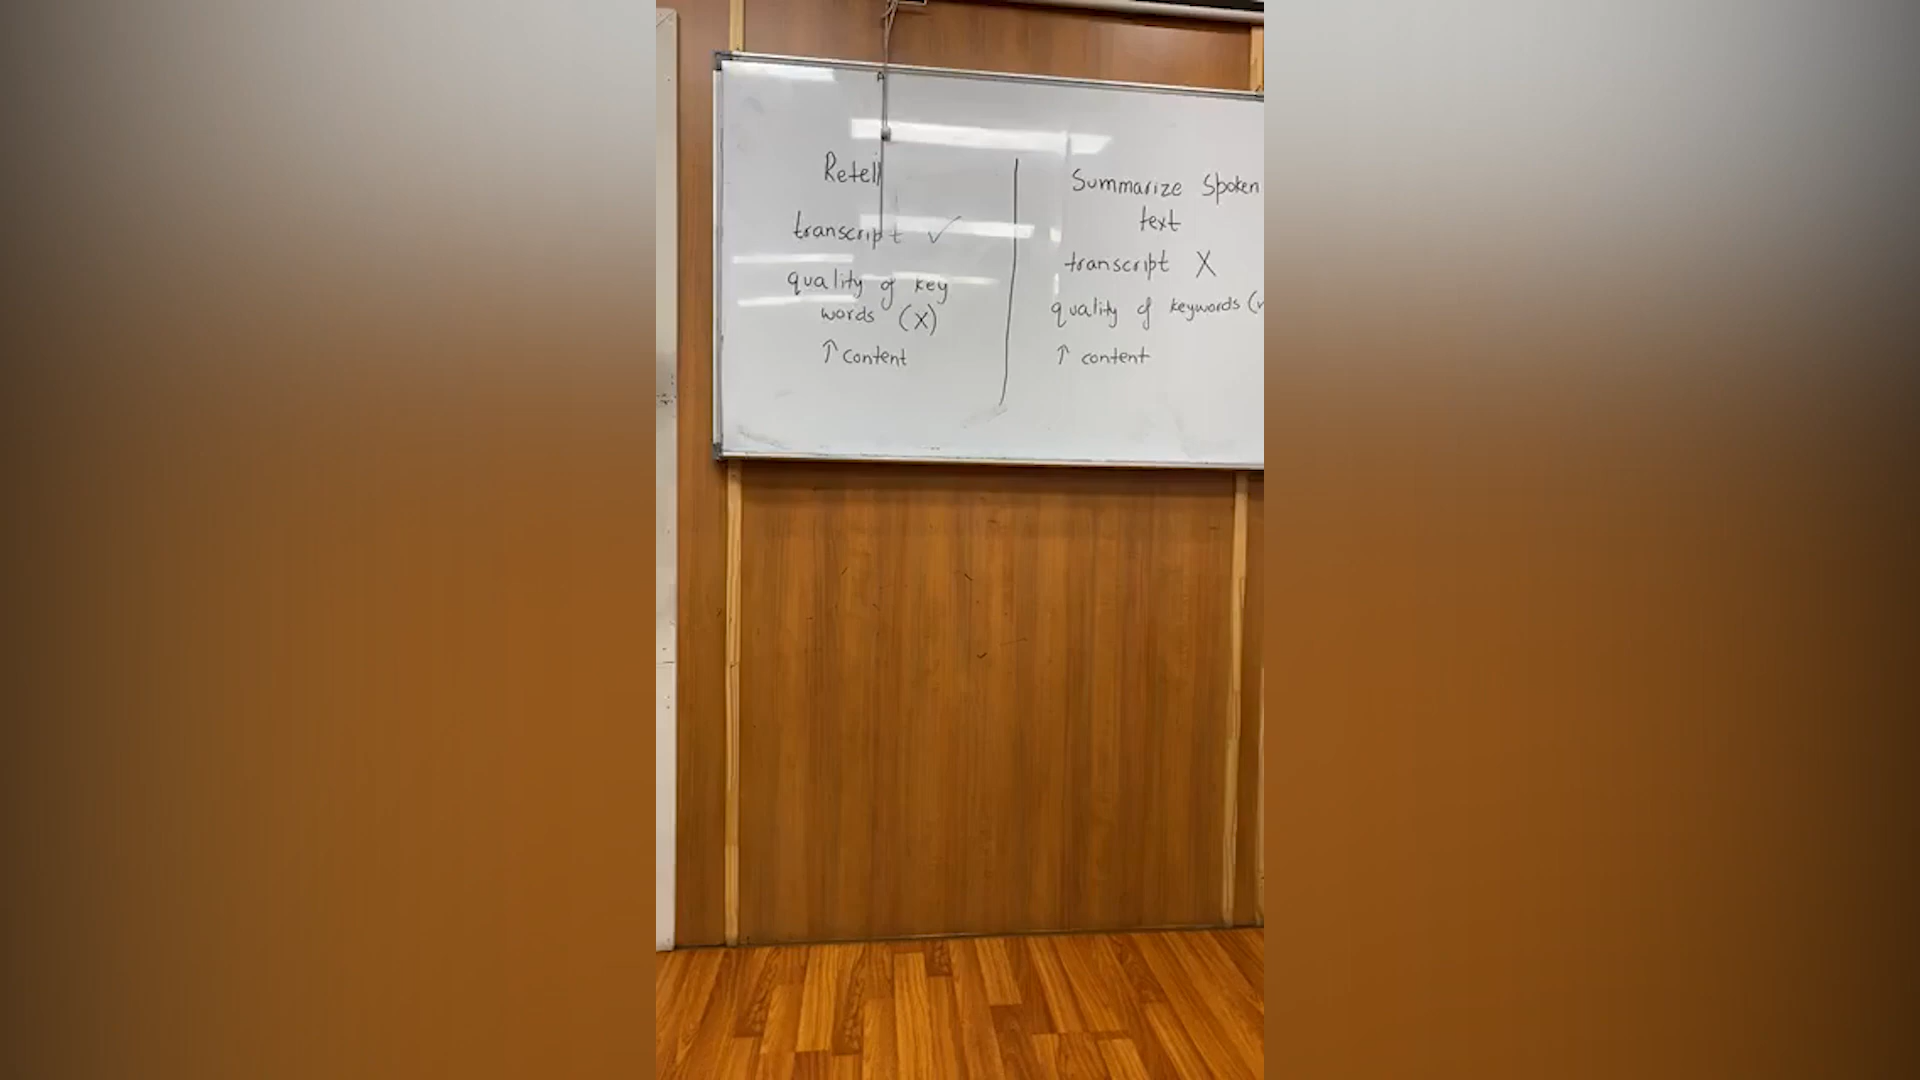 Retell
transcript ✓
quality of key
words (X)
↑ content
Summarize Spoken
text
transcript X
quality of keywords (
↑ content